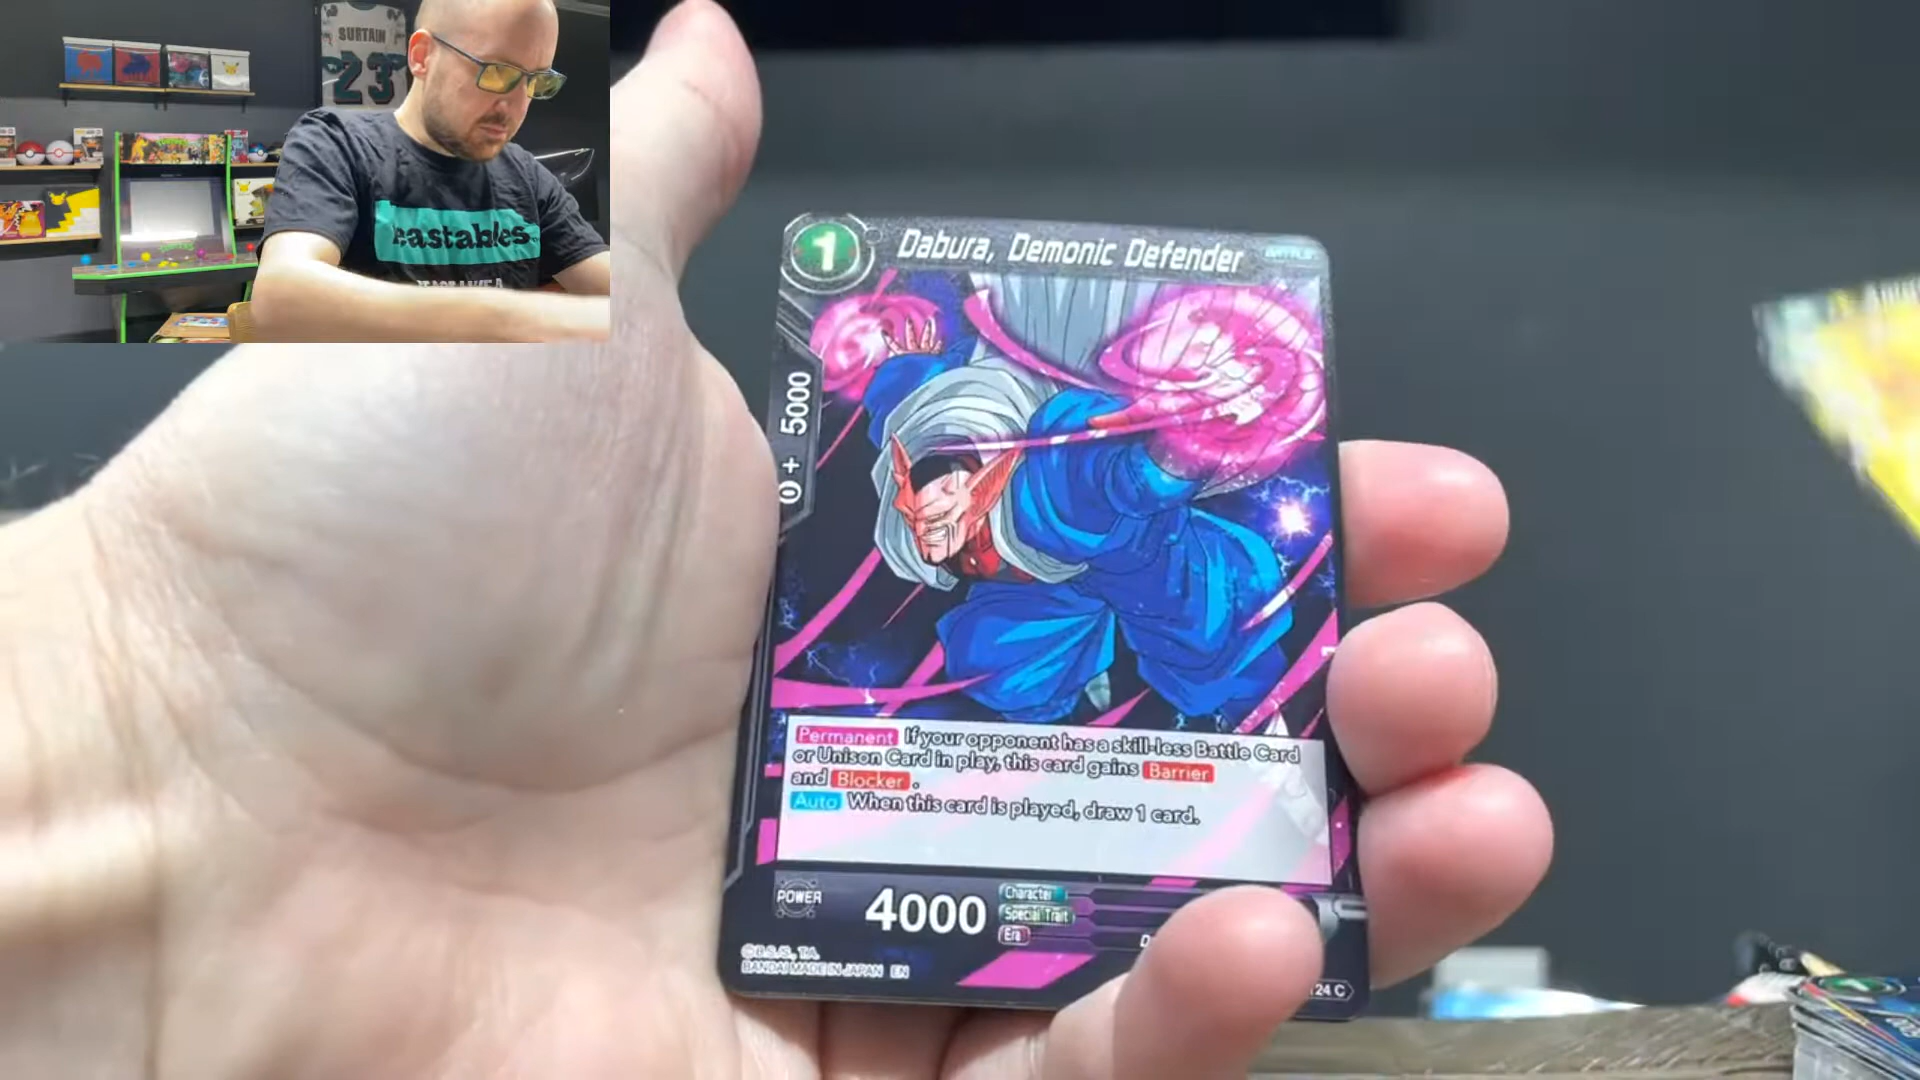 SURTAIN
23
feastables.
1
Dabura, Demonic Defender
BATTLE
0 + 5000
Permanent If your opponent has a skill-less Battle Card
or Unison Card in play, this card gains Barrier
and Blocker.
Auto When this card is played, draw 1 card.
POWER
4000
Character
Special Trait
Era
©B.S./S., T.A.
BANDAI MADE IN JAPAN EN
24 C